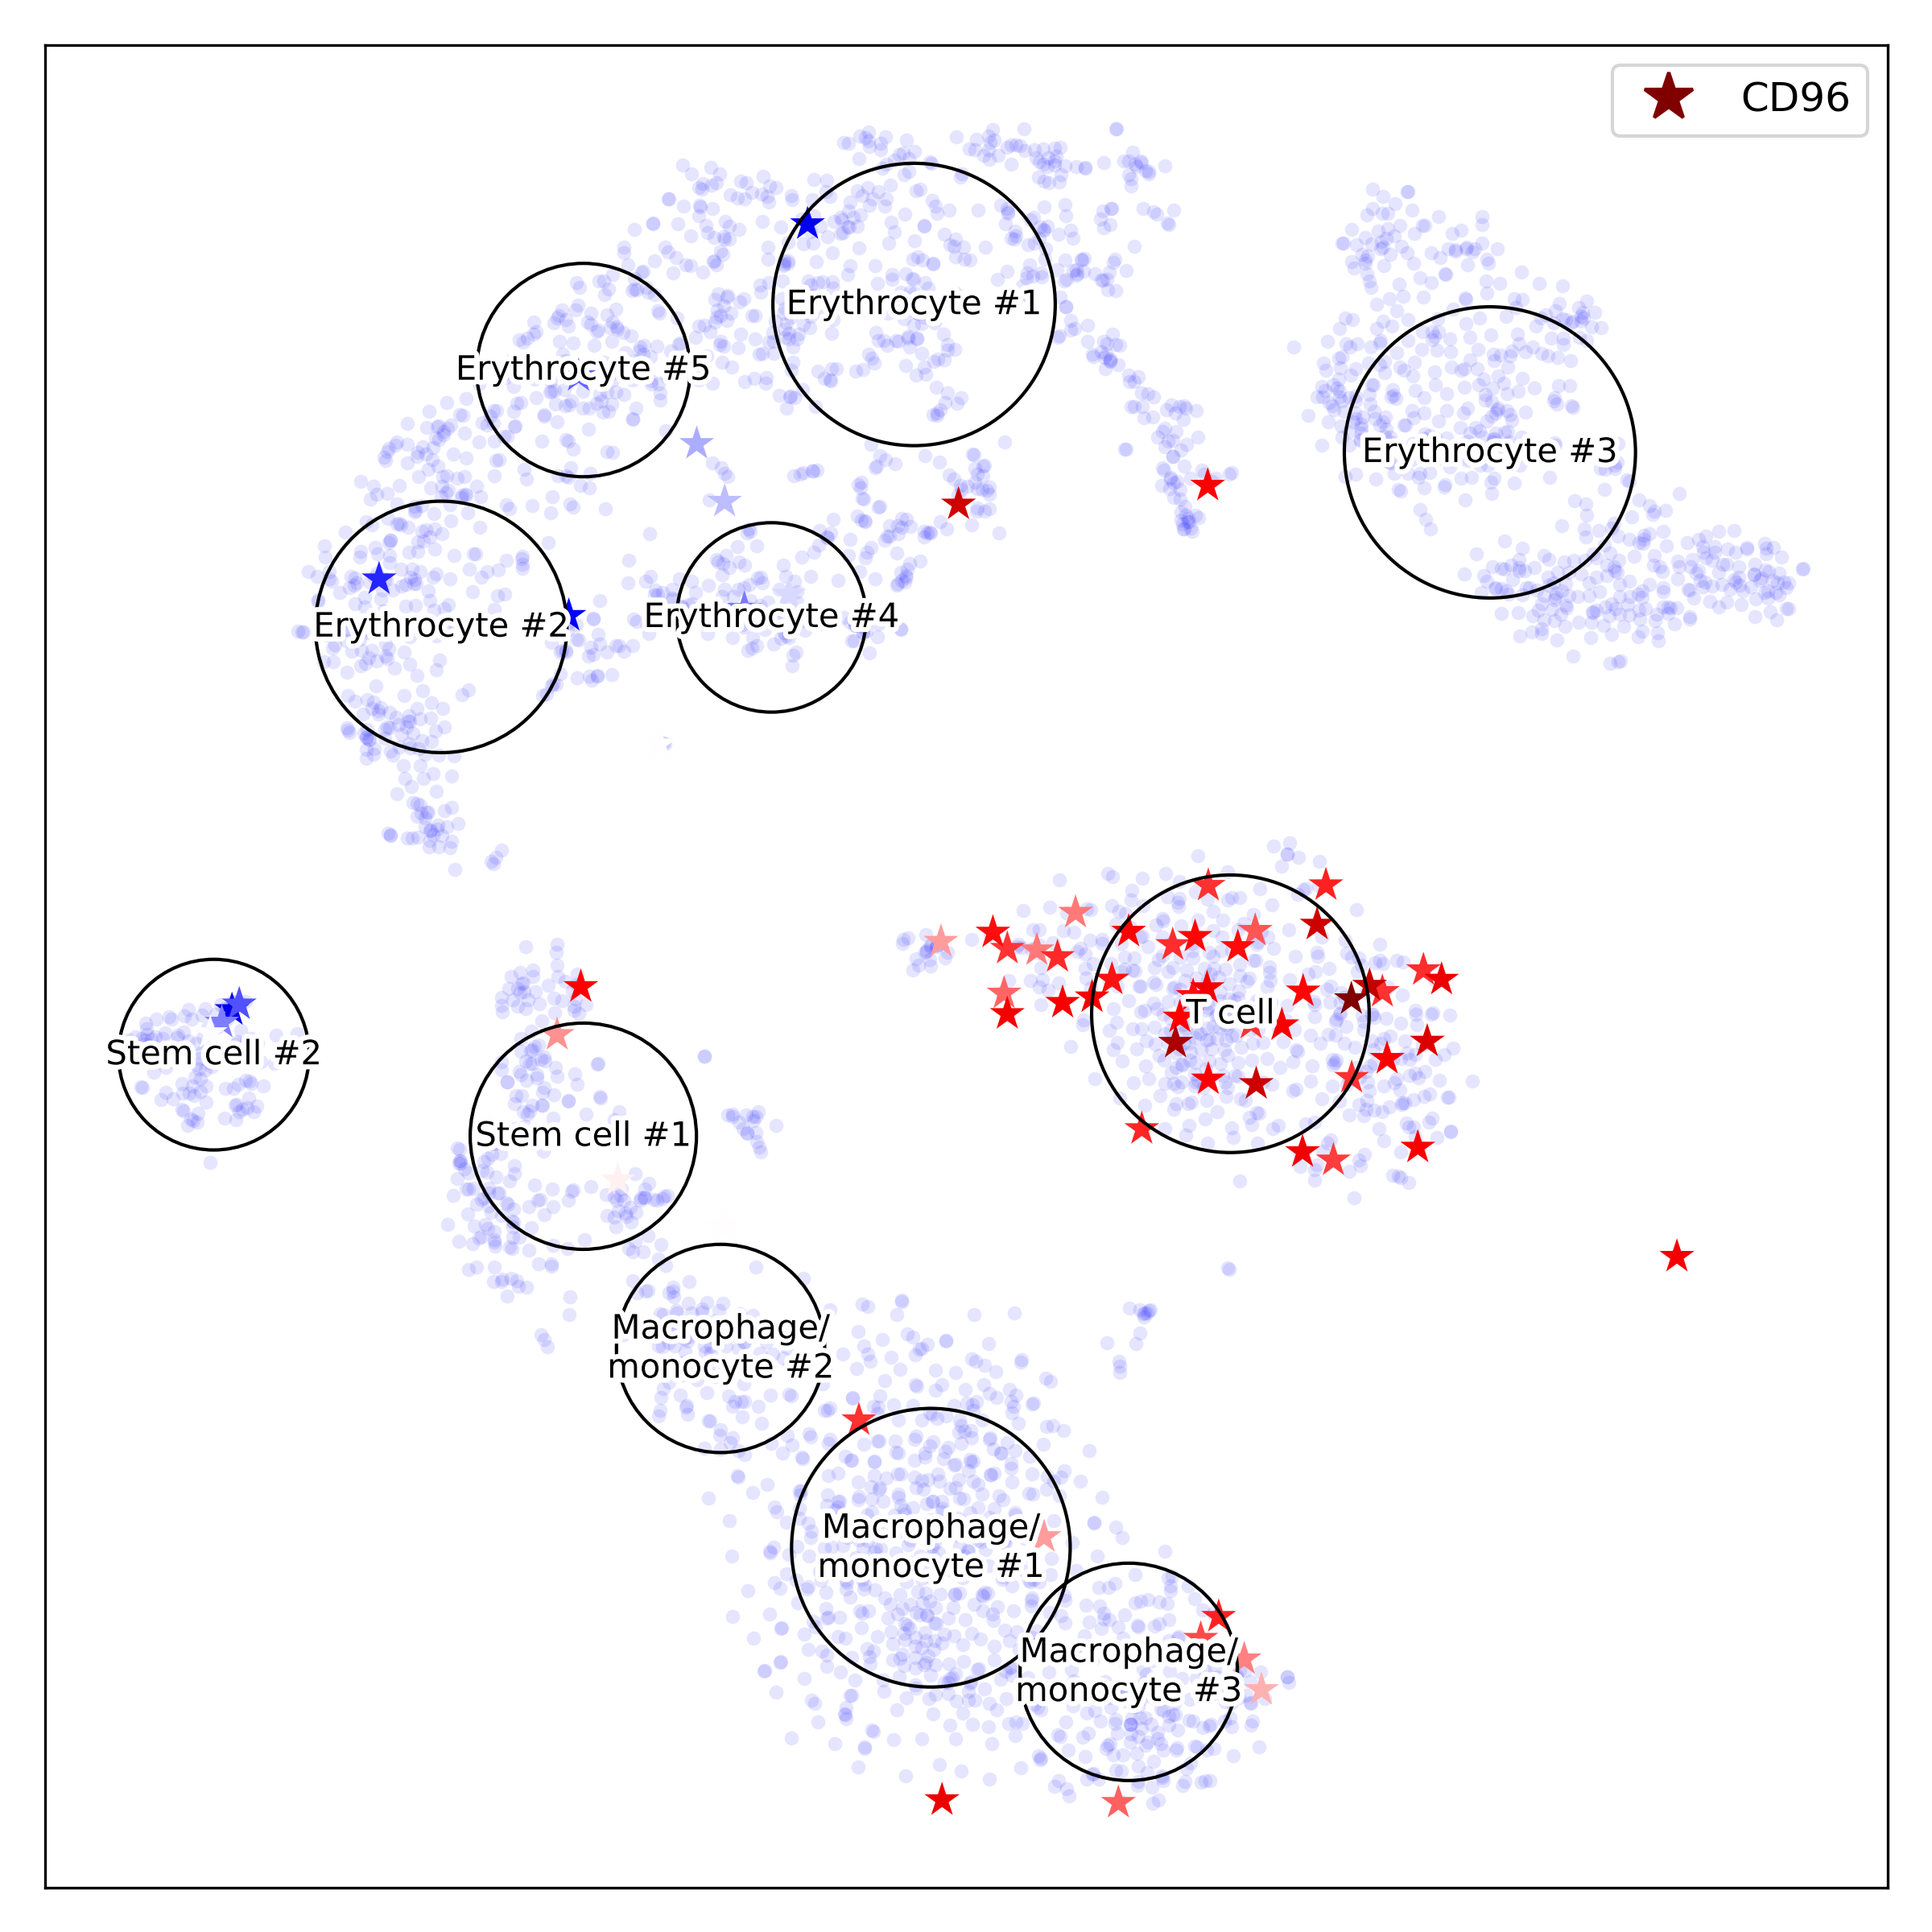 CD96
Erythrocyte #1
Erythrocyte #5
Erythrocyte #3
Erythrocyte #4
Erythrocyte #2
T cell
Stem cell #2
Stem cell #1
Macrophage/
monocyte #2
Macrophage/
monocyte #1
Macrophage/
monocyte #3